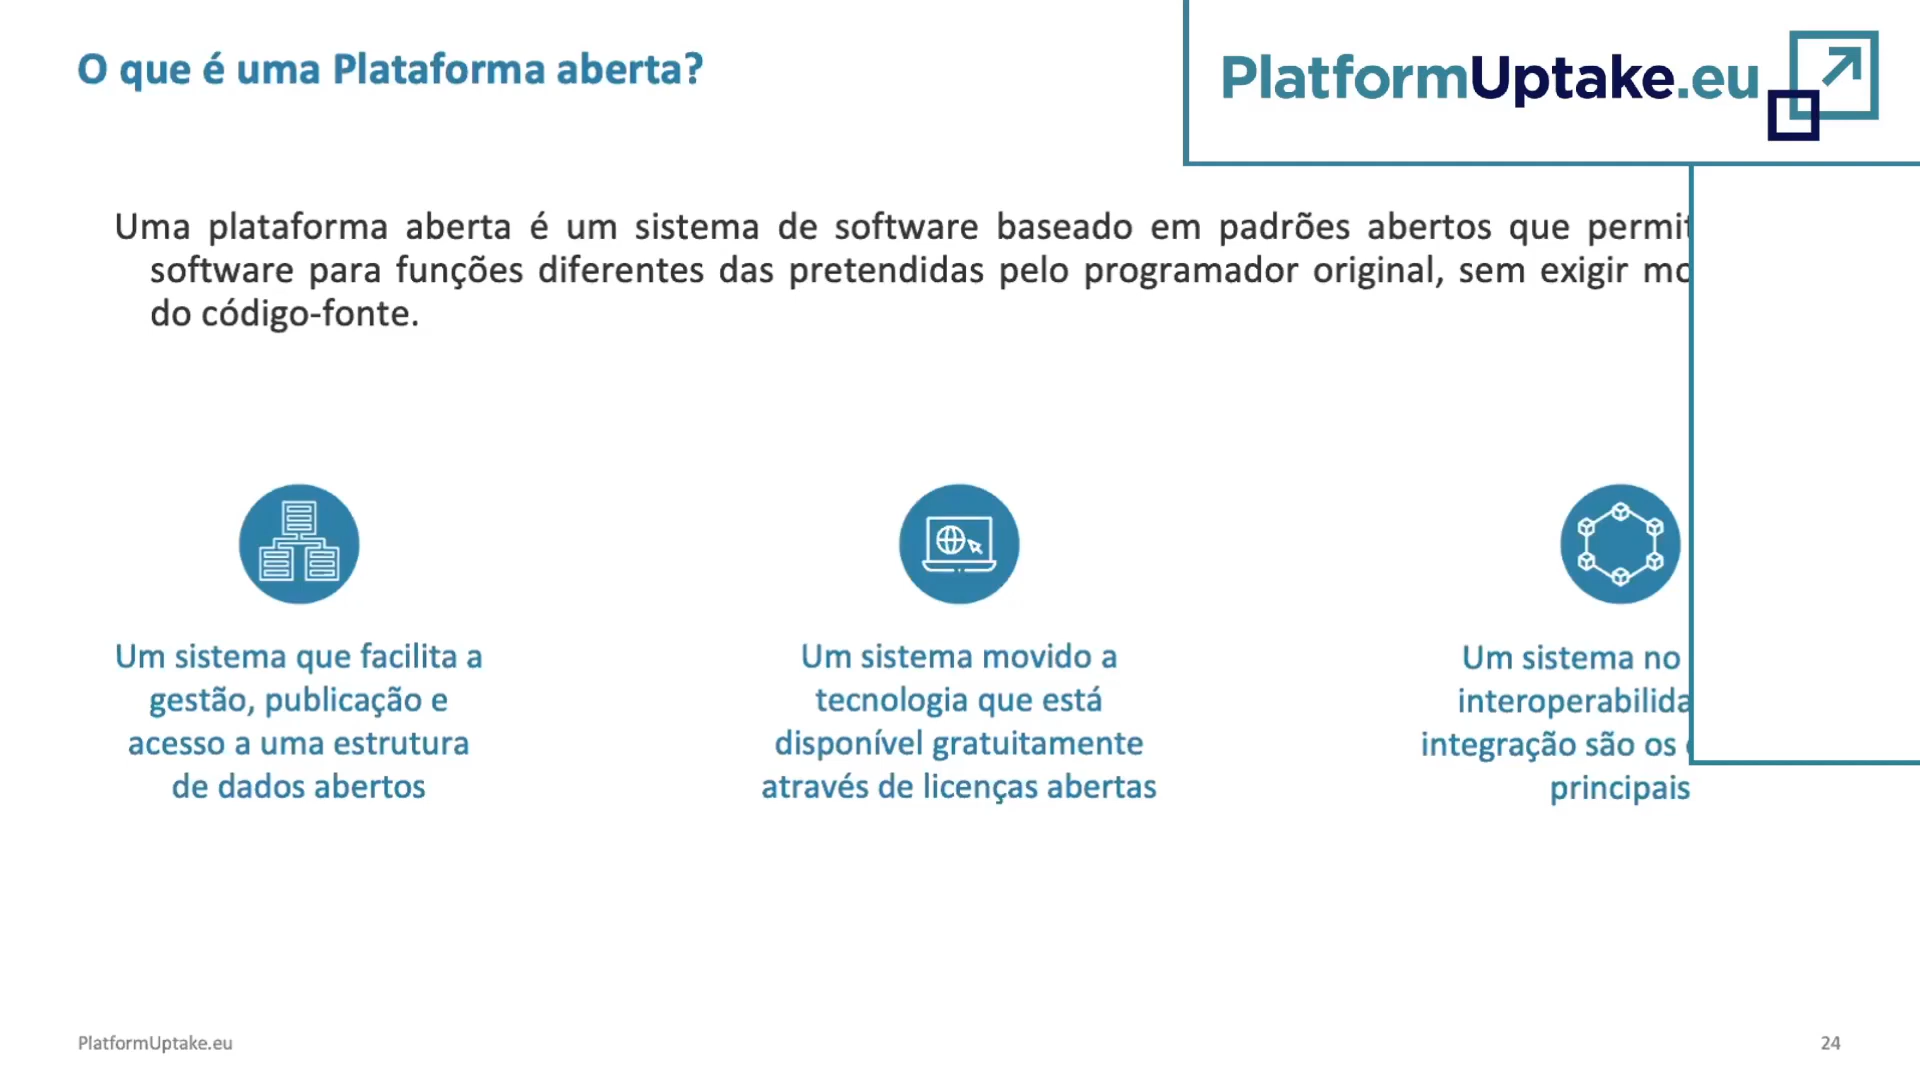 O que é uma Plataforma aberta?
PlatformUptake.eu
Uma plataforma aberta é um sistema de software baseado em padrões abertos que
software para funções diferentes das pretendidas pelo programador original, sem exigir
do código-fonte.
Um sistema que facilita a
gestão, publicação e
acesso a uma estrutura
de dados abertos
Um sistema movido a
tecnologia que está
disponível gratuitamente
através de licenças abertas
Um sistema no
integração são os
principais
PlatformUptake.eu
24